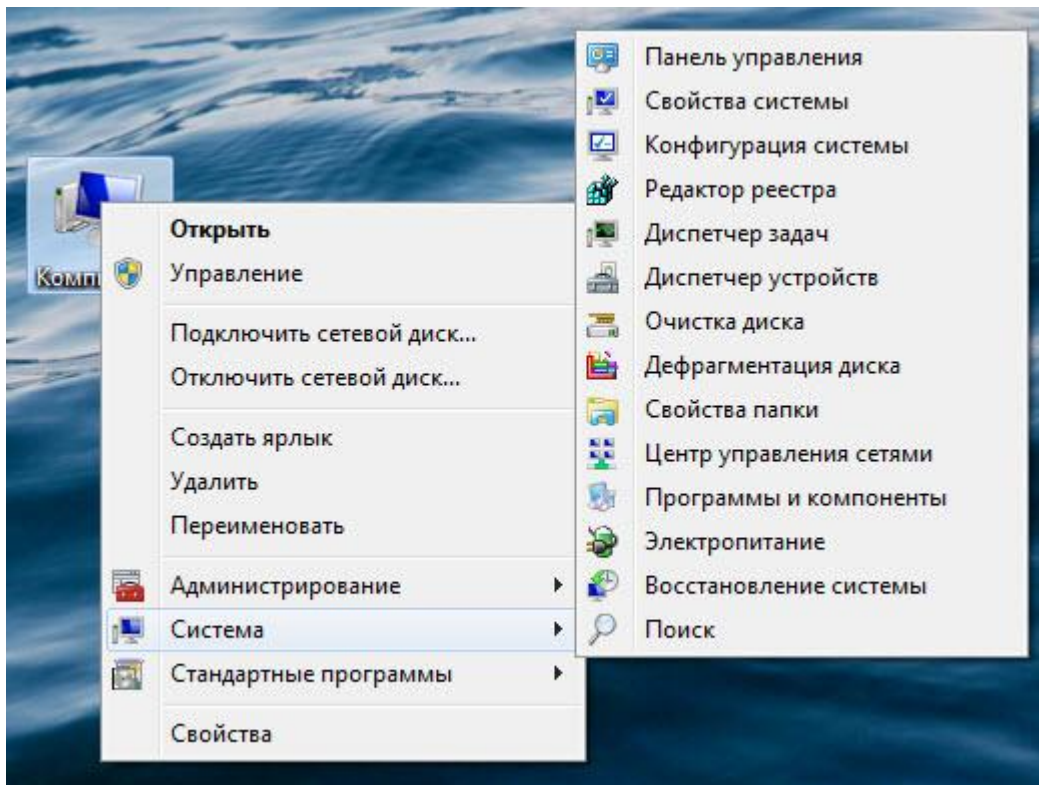 Комп
Открыть
Управление
Подключить сетевой диск...
Отключить сетевой диск...
Создать ярлык
Удалить
Переименовать
Администрирование
Система
Стандартные программы
Свойства
Панель управления
Свойства системы
Конфигурация системы
Редактор реестра
Диспетчер задач
Диспетчер устройств
Очистка диска
Дефрагментация диска
Свойства папки
Центр управления сетями
Программы и компоненты
Электропитание
Восстановление системы
Поиск